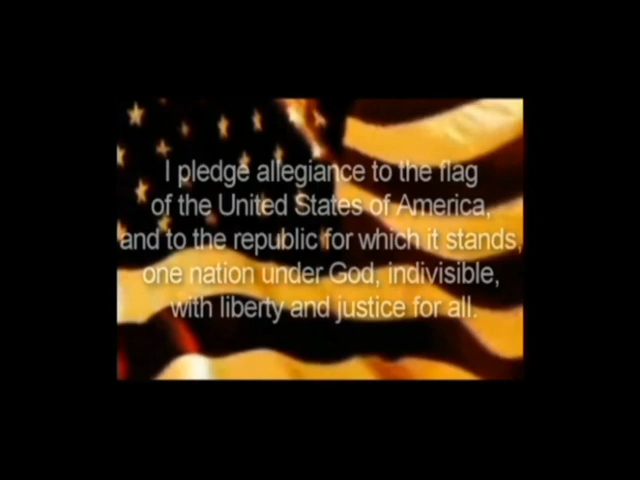 I pledge allegiance to the flag
of the United States of America,
and to the republic for which it stands,
one nation under God, indivisible,
with liberty and justice for all.